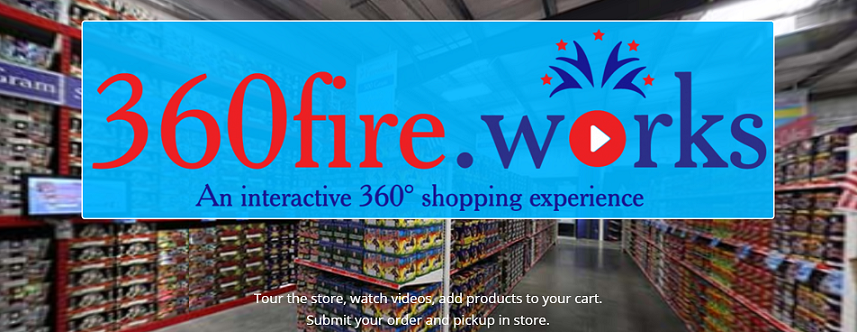 Gram
360fire.works
An interactive 360° shopping experience
Tour the store, watch videos, add products to your cart.
Submit your order and pickup in store.